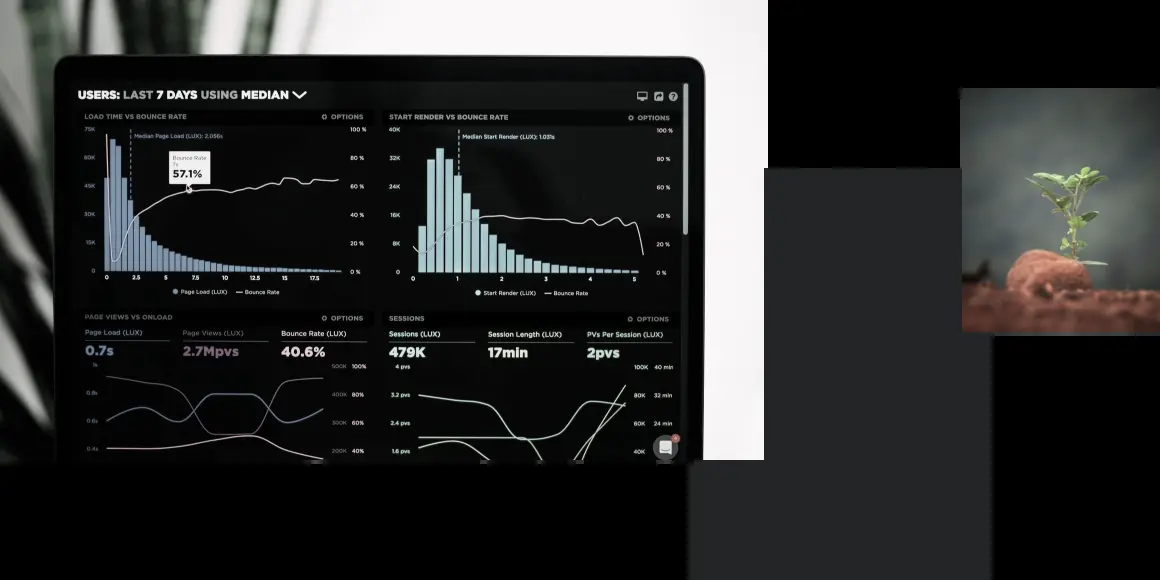 USERS: LAST 7 DAYS USING MEDIAN
LOAD TIME VS BOUNCE RATE
OPTIONS
75K
100 %
Median Page Load (LUX): 2.056s
60K
80 %
Bounce Rate
7s
57.1%
45K
60 %
30K
40 %
15K
20 %
0
0 %
0 2.5 5 7.5 10 12.5 15 17.5
Page Load (LUX) Bounce Rate
START RENDER VS BOUNCE RATE
OPTIONS
40K
100 %
Median Start Render (LUX): 1.031s
32K
80 %
24K
60 %
16K
40 %
8K
20 %
0
0 %
0 1 2 3 4 5
Start Render (LUX) Bounce Rate
PAGE VIEWS VS ONLOAD
OPTIONS
Page Load (LUX) Page Views (LUX) Bounce Rate (LUX)
0.7s 2.7Mpvs 40.6%
1s 500K 100%
0.8s 400K 80%
0.6s 300K 60%
0.4s 200K 40%
SESSIONS
OPTIONS
Sessions (LUX) Session Length (LUX) PVs Per Session (LUX)
479K 17min 2pvs
4 pvs 100K 40 min
3.2 pvs 80K 32 min
2.4 pvs 60K 24 min
1.6 pvs 40K